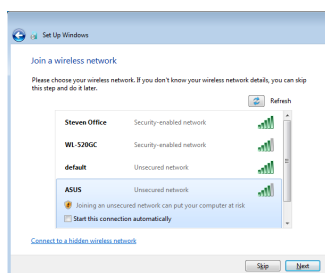 Set Up Windows
Join a wireless network
Please choose your wireless network. If you don't know your wireless network details, you can skip
this step and do it later.
Refresh
Steven Office Security-enabled network
WL-520GC Security-enabled network
default Unsecured network
ASUS Unsecured network
Joining an unsecured network can put your computer at risk
Start this connection automatically
Connect to a hidden wireless network
Skip Next